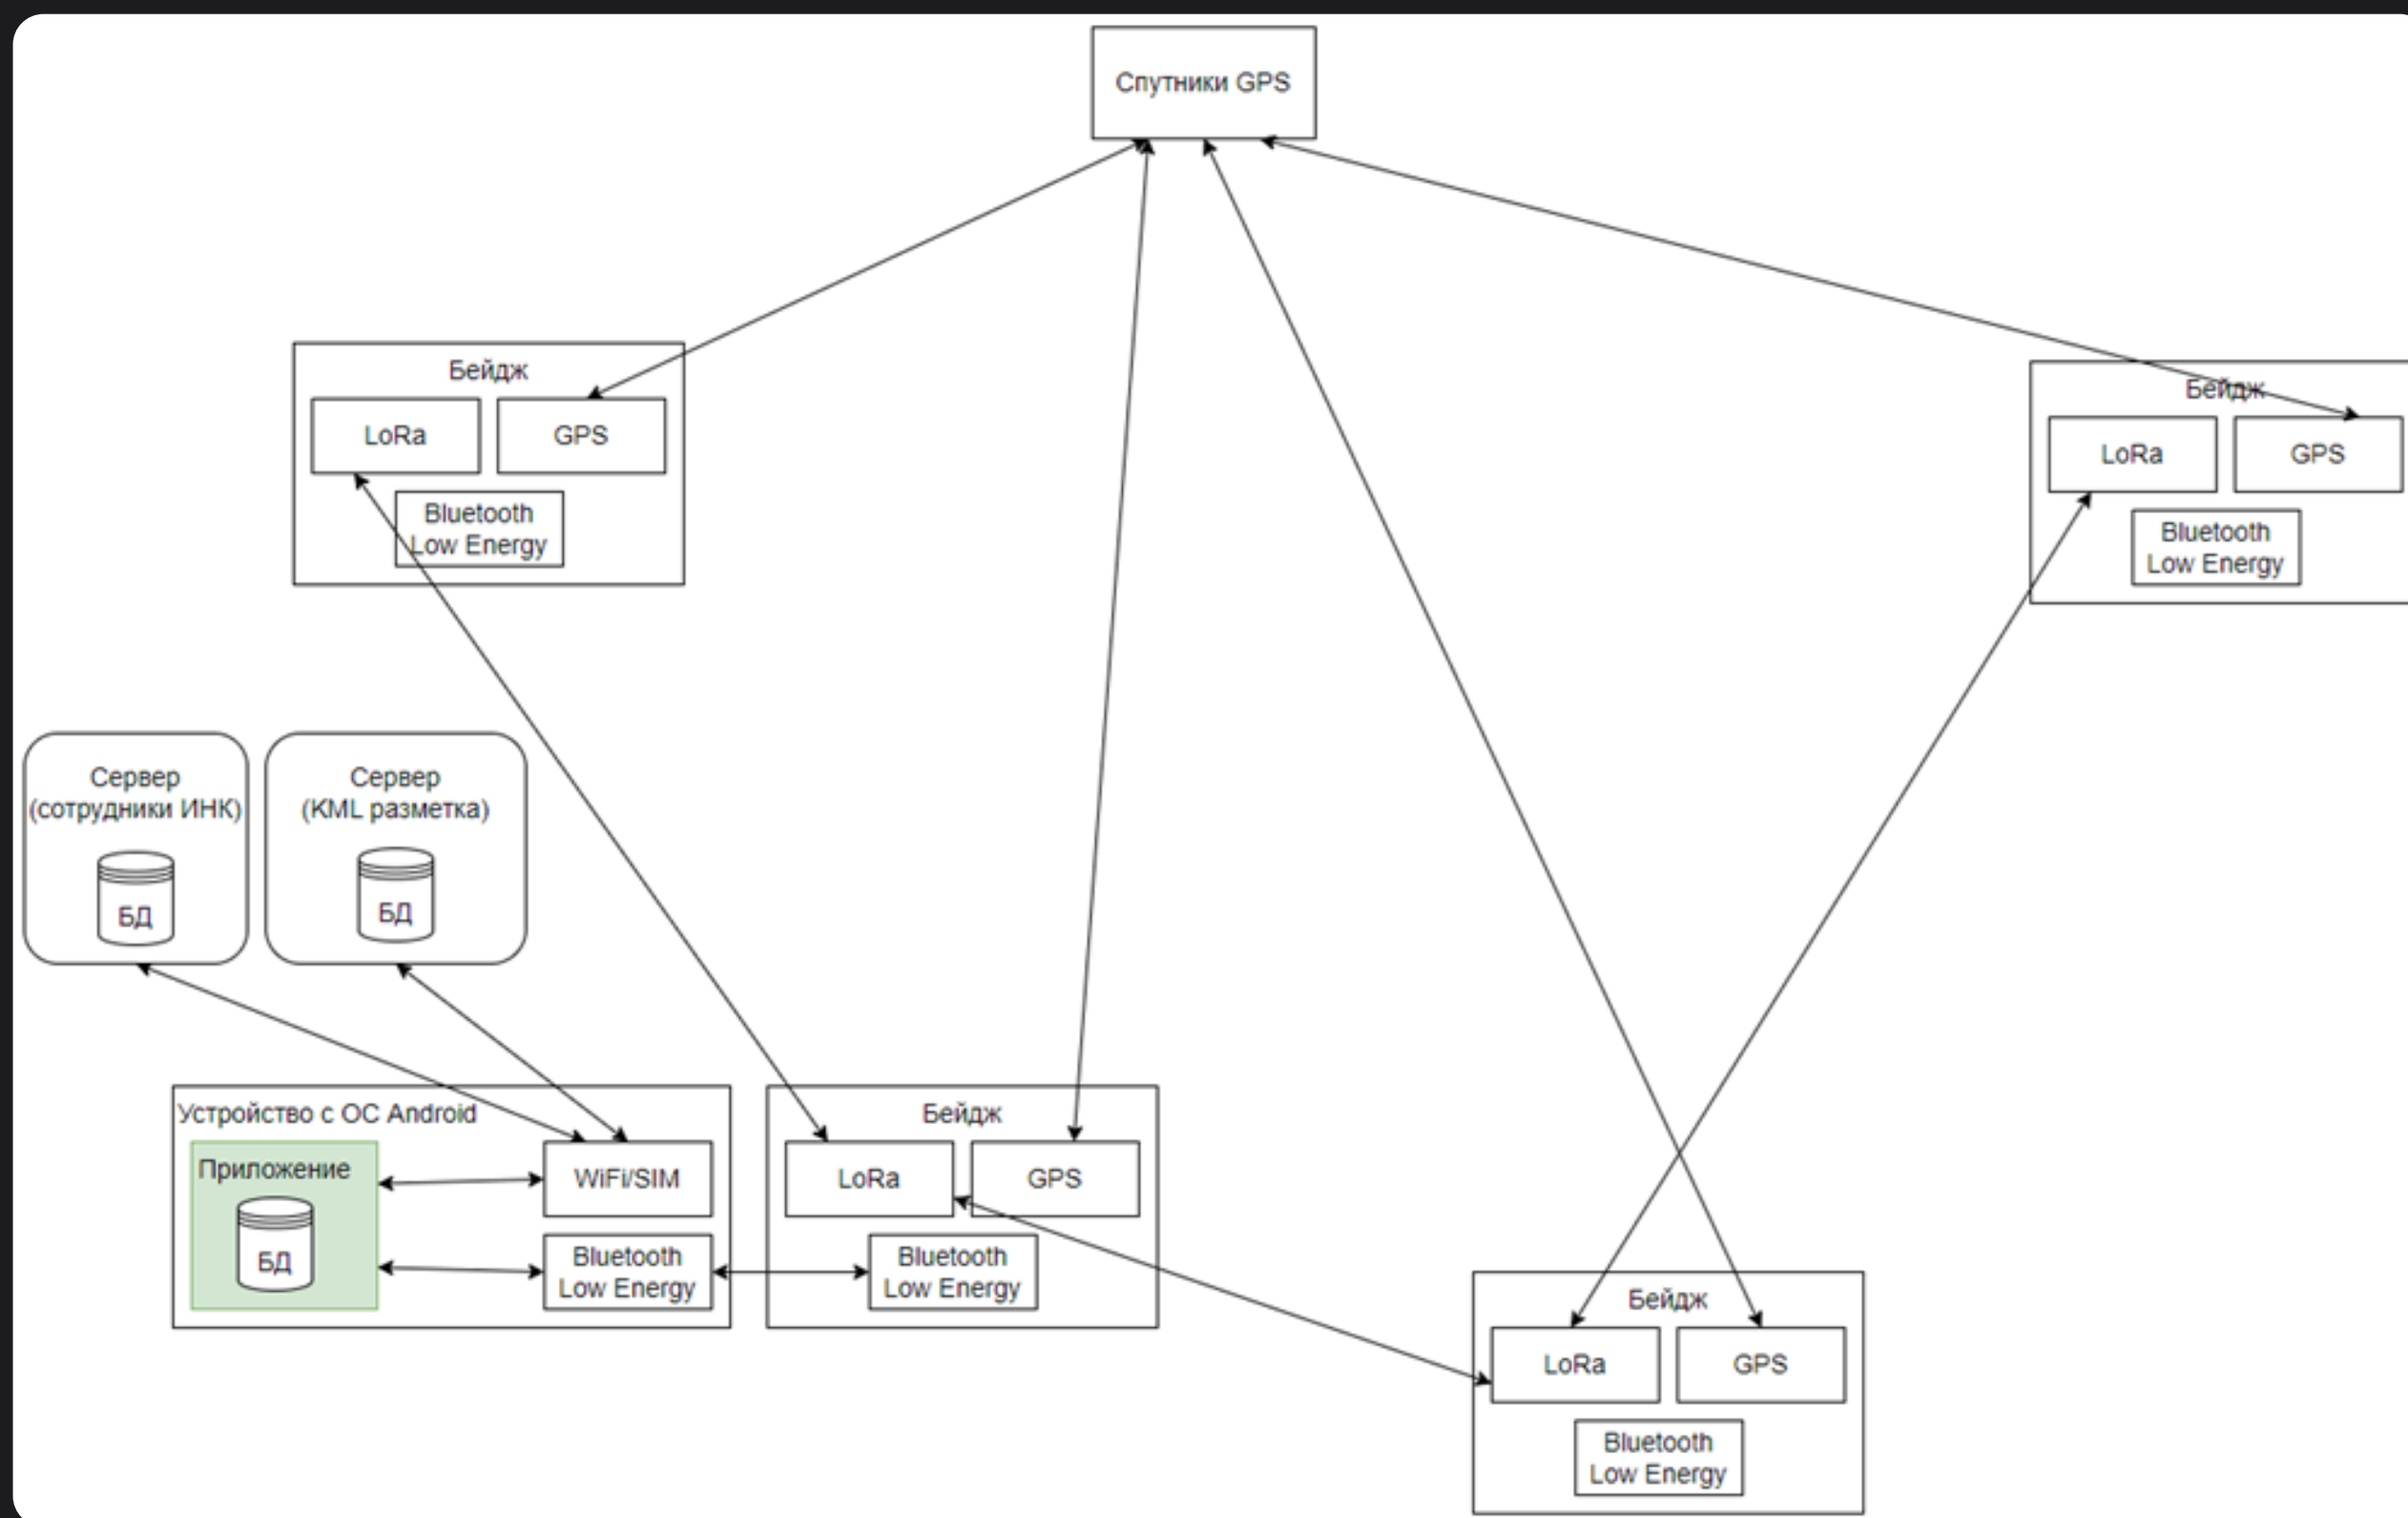 Спутники GPS
Бейдж
LoRa
GPS
Bluetooth
Low Energy
Бейдж
LoRa
GPS
Bluetooth
Low Energy
Сервер
(сотрудники ИНК)
БД
Сервер
(KML разметка)
БД
Устройство с ОС Android
Приложение
БД
WiFi/SIM
Bluetooth
Low Energy
Бейдж
LoRa
GPS
Bluetooth
Low Energy
Бейдж
LoRa
GPS
Bluetooth
Low Energy